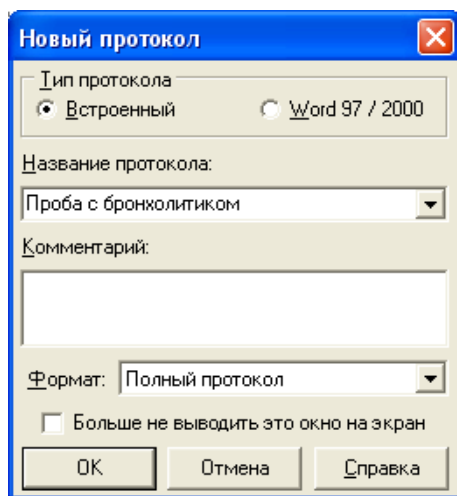 Новый протокол
Тип протокола
Встроенный Word 97 / 2000
Название протокола:
Проба с бронхолитиком
Комментарий:
Формат: Полный протокол
Больше не выводить это окно на экран
OK Отмена Справка